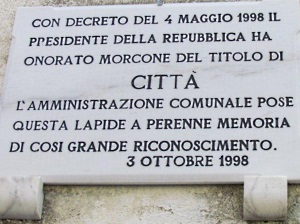 CON DECRETO DEL 4 MAGGIO 1998 IL
PPESIDENTE DELLA REPUBBLICA HA
ONORATO MORCONE DEL TITOLO DI
CITTÀ
L'AMMINISTRAZIONE COMUNALE POSE
QUESTA LAPIDE A PERENNE MEMORIA
DI COSI GRANDE RICONOSCIMENTO.
3 OTTOBRE 1998